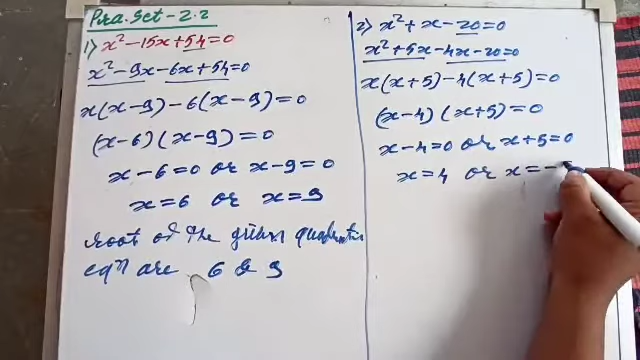 Pra. Set - 2.2
1) x² - 15x + 54 = 0
x² - 9x - 6x + 54 = 0
x(x - 9) - 6(x - 9) = 0
(x - 6) (x - 9) = 0
x - 6 = 0 or x - 9 = 0
x = 6 or x = 9
root of the given quadratic
eqn are 6 & 9
2) x² + x - 20 = 0
x² + 5x - 4x - 20 = 0
x(x + 5) - 4(x + 5) = 0
(x - 4) (x + 5) = 0
x - 4 = 0 or x + 5 = 0
x = 4 or x = -